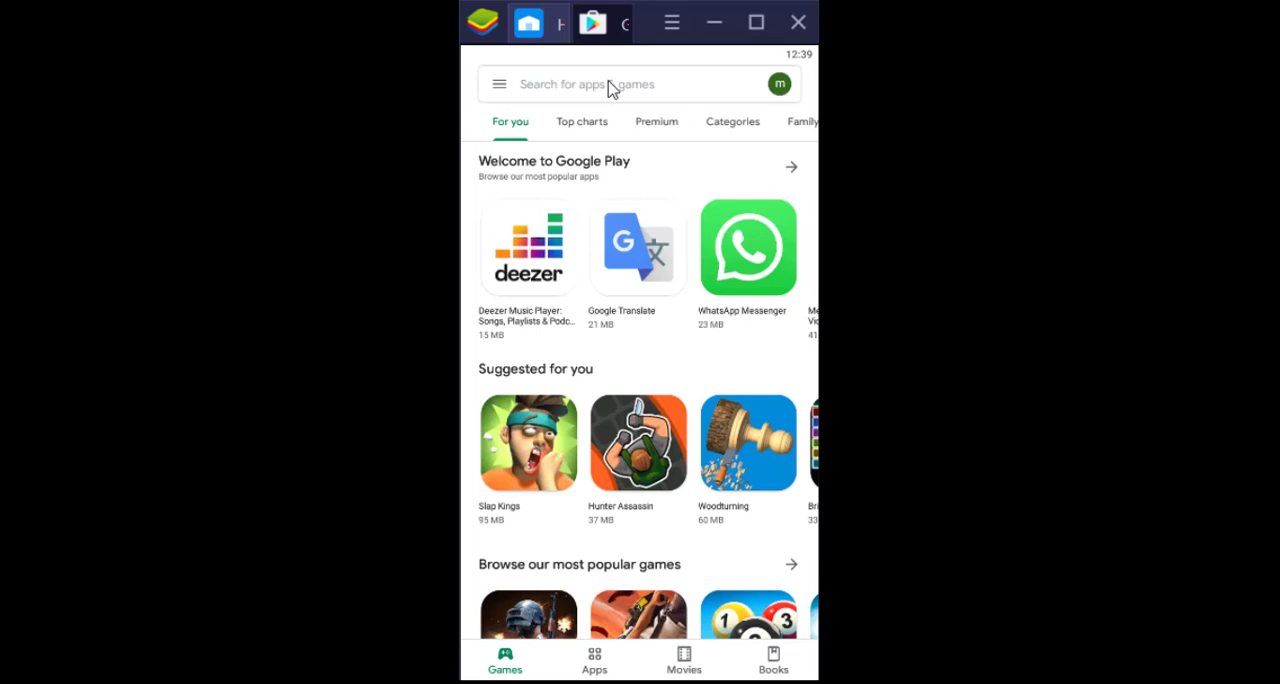 12:39
Search for apps games
m
For you Top charts Premium Categories Family
Welcome to Google Play
Browse our most popular apps
deezer
G
Deezer Music Player: Google Translate WhatsApp Messenger
Songs, Playlists & Podc... 21 MB 23 MB
15 MB
Suggested for you
Slap Kings Hunter Assassin Woodturning
95 MB 37 MB 60 MB
Browse our most popular games
1 3
Games Apps Movies Books